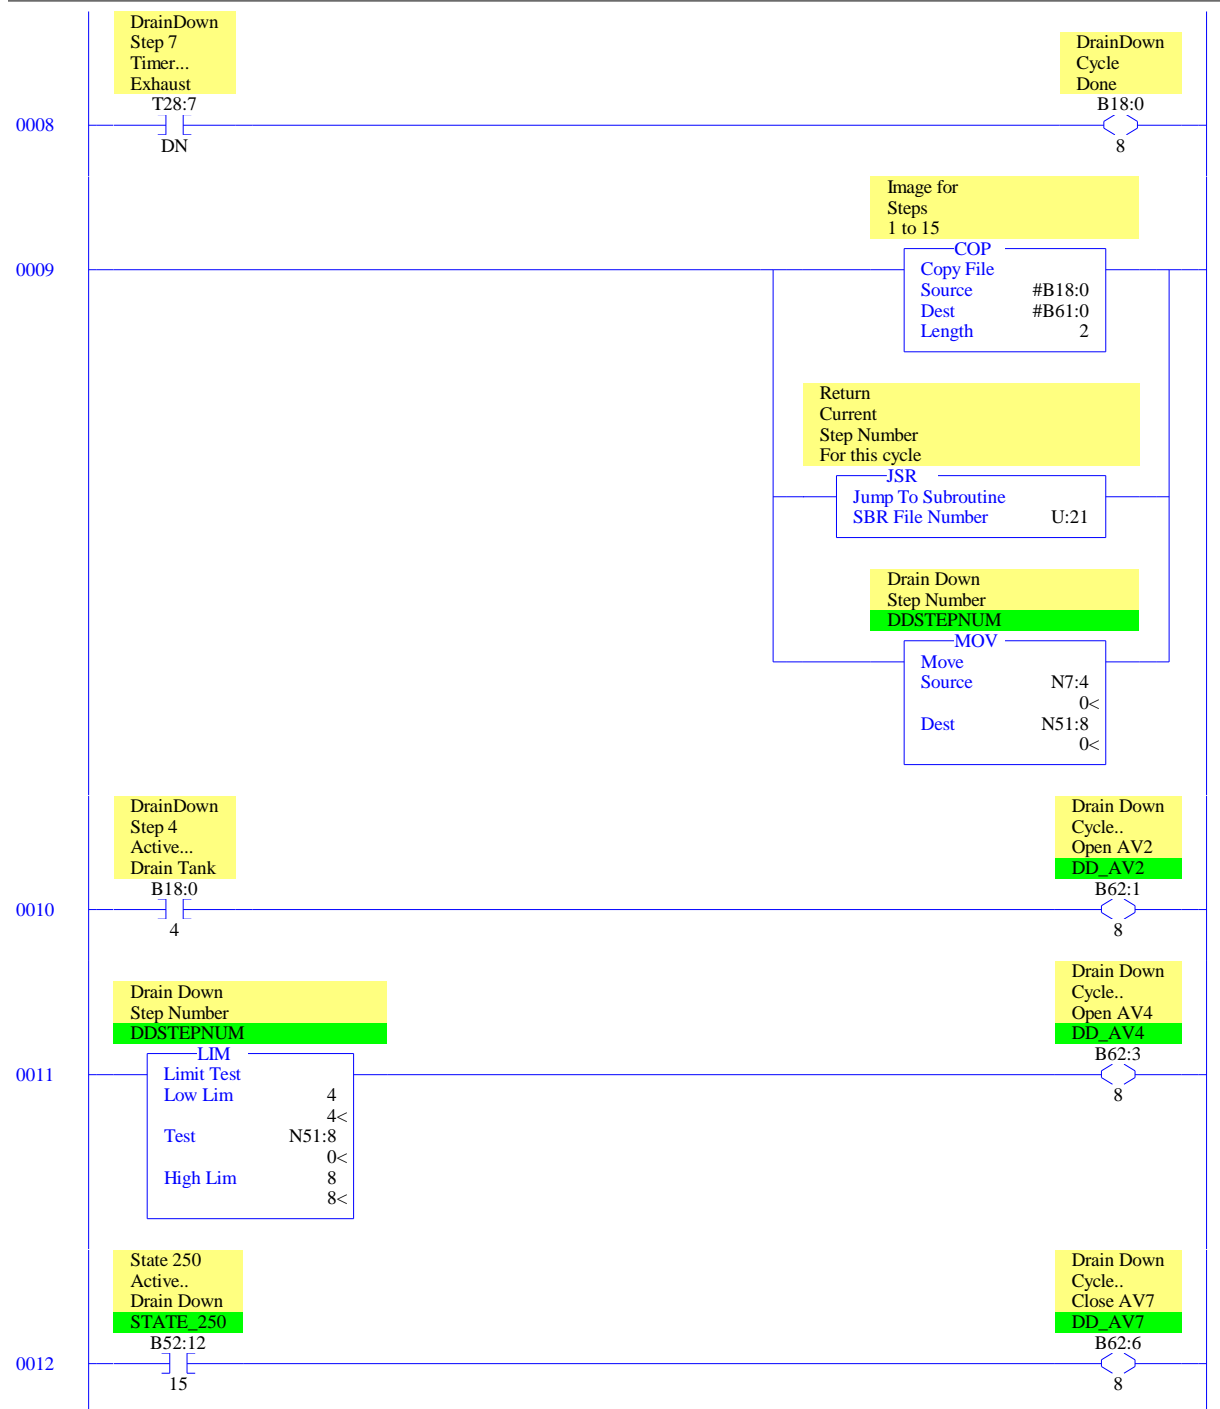 DrainDown
Step 7
Timer...
Exhaust
T28:7
DN
DrainDown
Cycle
Done
B18:0
8
0008
Image for
Steps
1 to 15
COP
Copy File
Source #B18:0
Dest #B61:0
Length 2
0009
Return
Current
Step Number
For this cycle
JSR
Jump To Subroutine
SBR File Number U:21
Drain Down
Step Number
DDSTEPNUM
MOV
Move
Source N7:4
0<
Dest N51:8
0<
DrainDown
Step 4
Active...
Drain Tank
B18:0
4
Drain Down
Cycle..
Open AV2
DD_AV2
B62:1
8
0010
Drain Down
Step Number
DDSTEPNUM
LIM
Limit Test
Low Lim 4
4<
Test N51:8
0<
High Lim 8
8<
Drain Down
Cycle..
Open AV4
DD_AV4
B62:3
8
0011
State 250
Active..
Drain Down
STATE_250
B52:12
15
Drain Down
Cycle..
Close AV7
DD_AV7
B62:6
8
0012